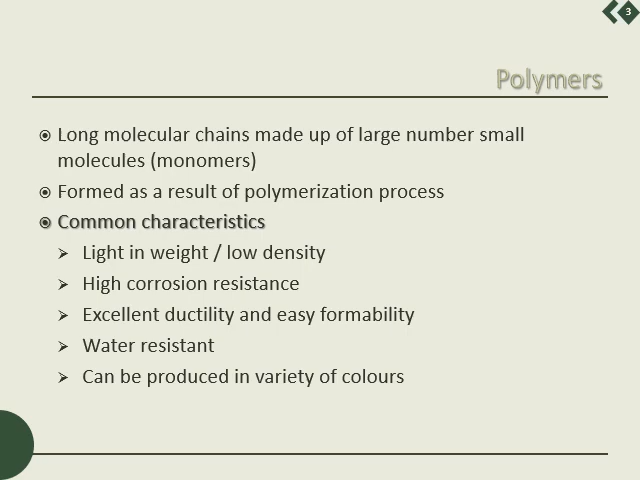 3
Polymers
Long molecular chains made up of large number small
molecules (monomers)
Formed as a result of polymerization process
Common characteristics
Light in weight / low density
High corrosion resistance
Excellent ductility and easy formability
Water resistant
Can be produced in variety of colours